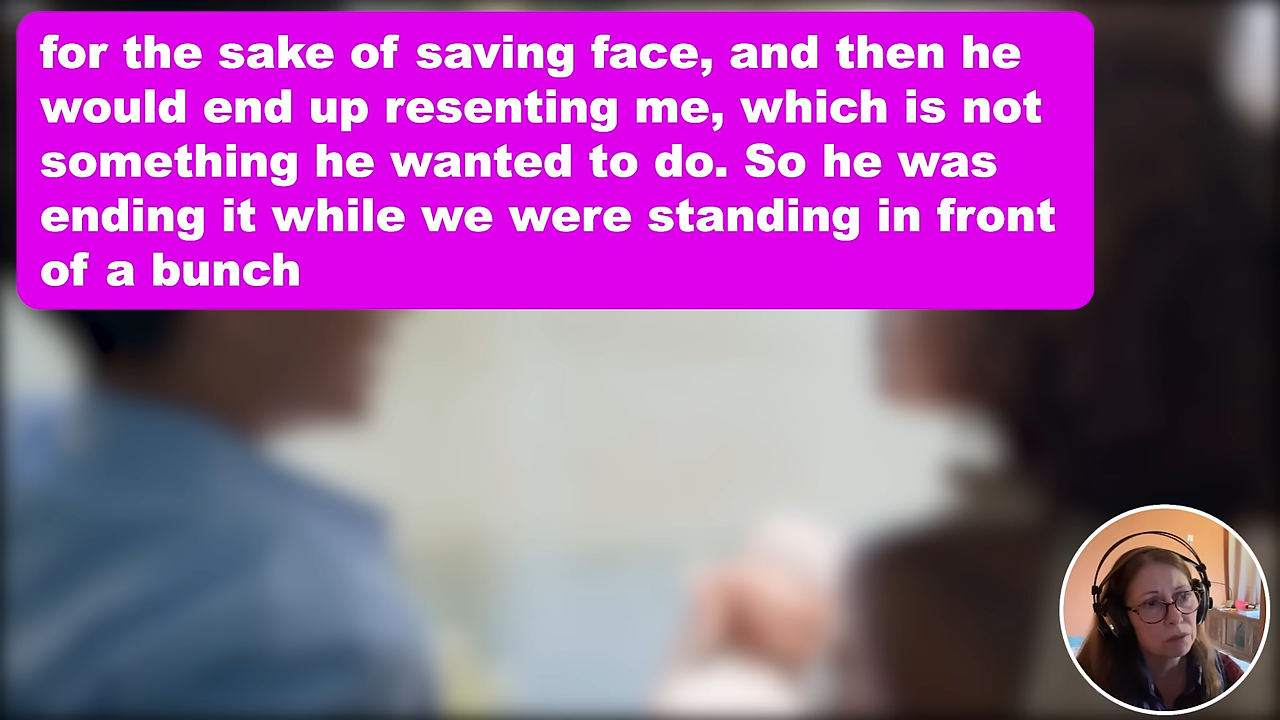 for the sake of saving face, and then he
would end up resenting me, which is not
something he wanted to do. So he was
ending it while we were standing in front
of a bunch